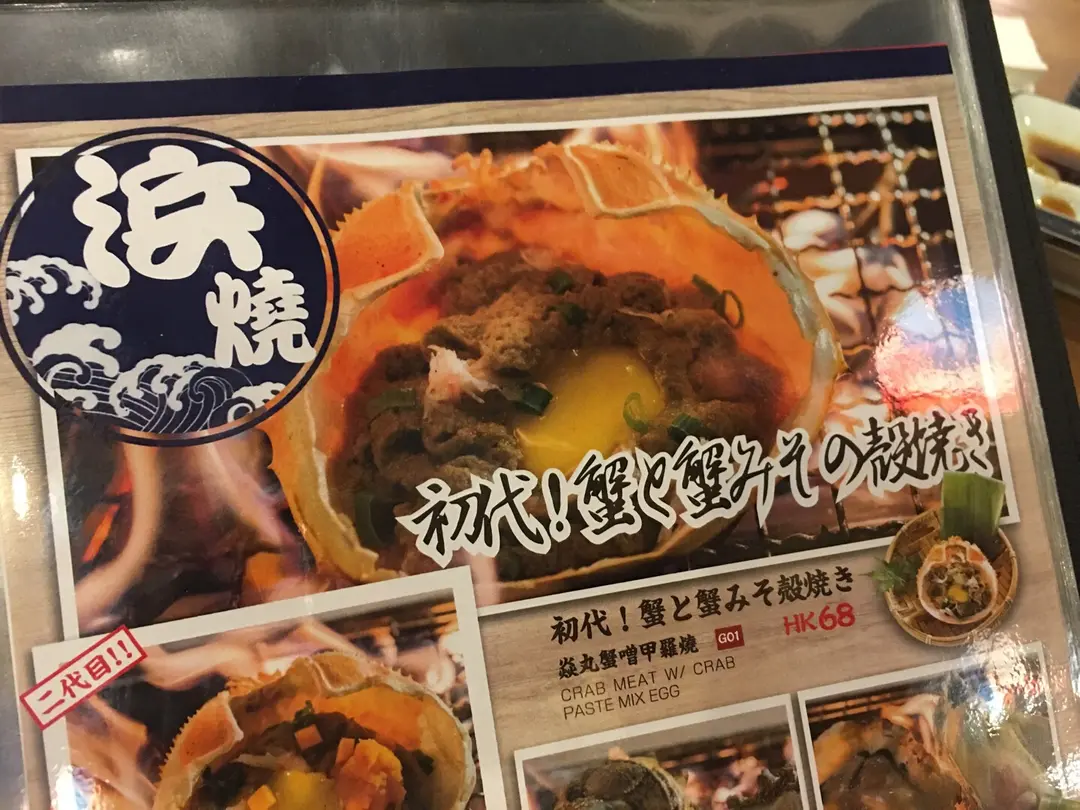 浜
燒
初代！蟹と蟹みその殻焼き
初代！蟹と蟹みそ殻焼き
HK68
焱丸蟹噌甲羅燒 G01
CRAB MEAT W/ CRAB
PASTE MIX EGG
二代目!!